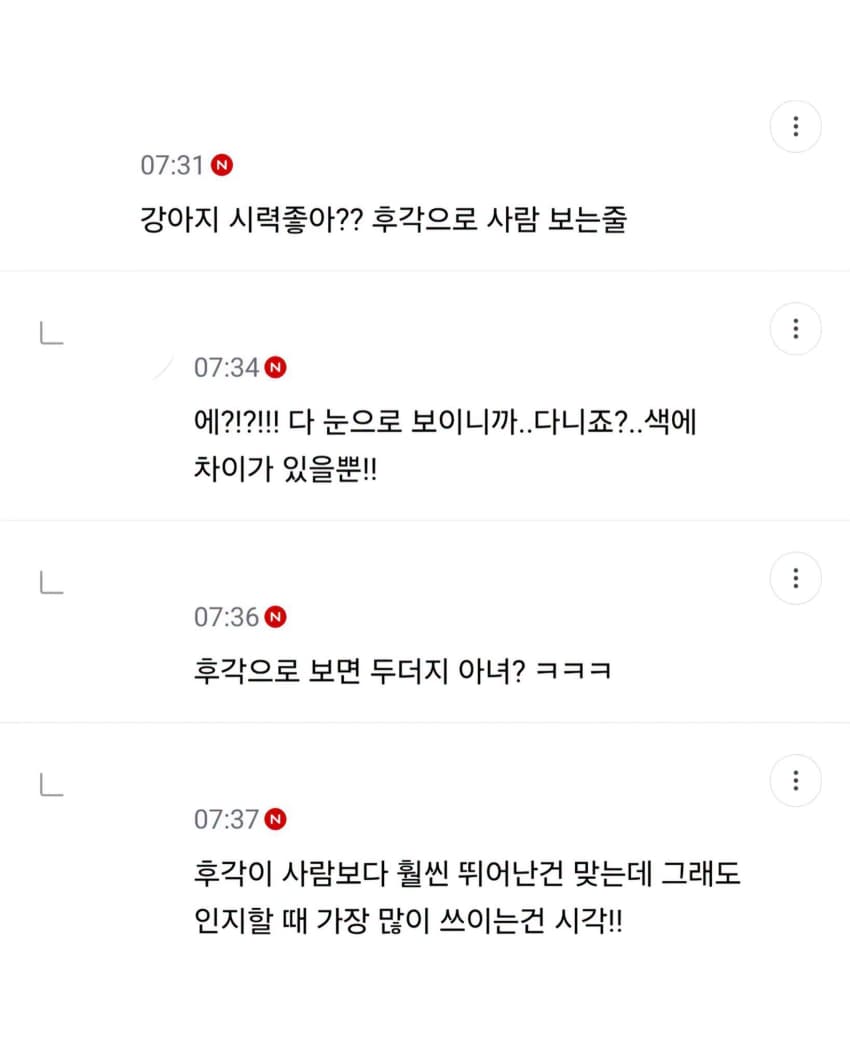 07:31 N
강아지 시력좋아?? 후각으로 사람 보는줄
07:34 N
에?!?!!! 다 눈으로 보이니까..다니죠?..색에
차이가 있을뿐!!
07:36 N
후각으로 보면 두더지 아녀? ㅋㅋㅋ
07:37 N
후각이 사람보다 훨씬 뛰어난건 맞는데 그래도
인지할 때 가장 많이 쓰이는건 시각!!